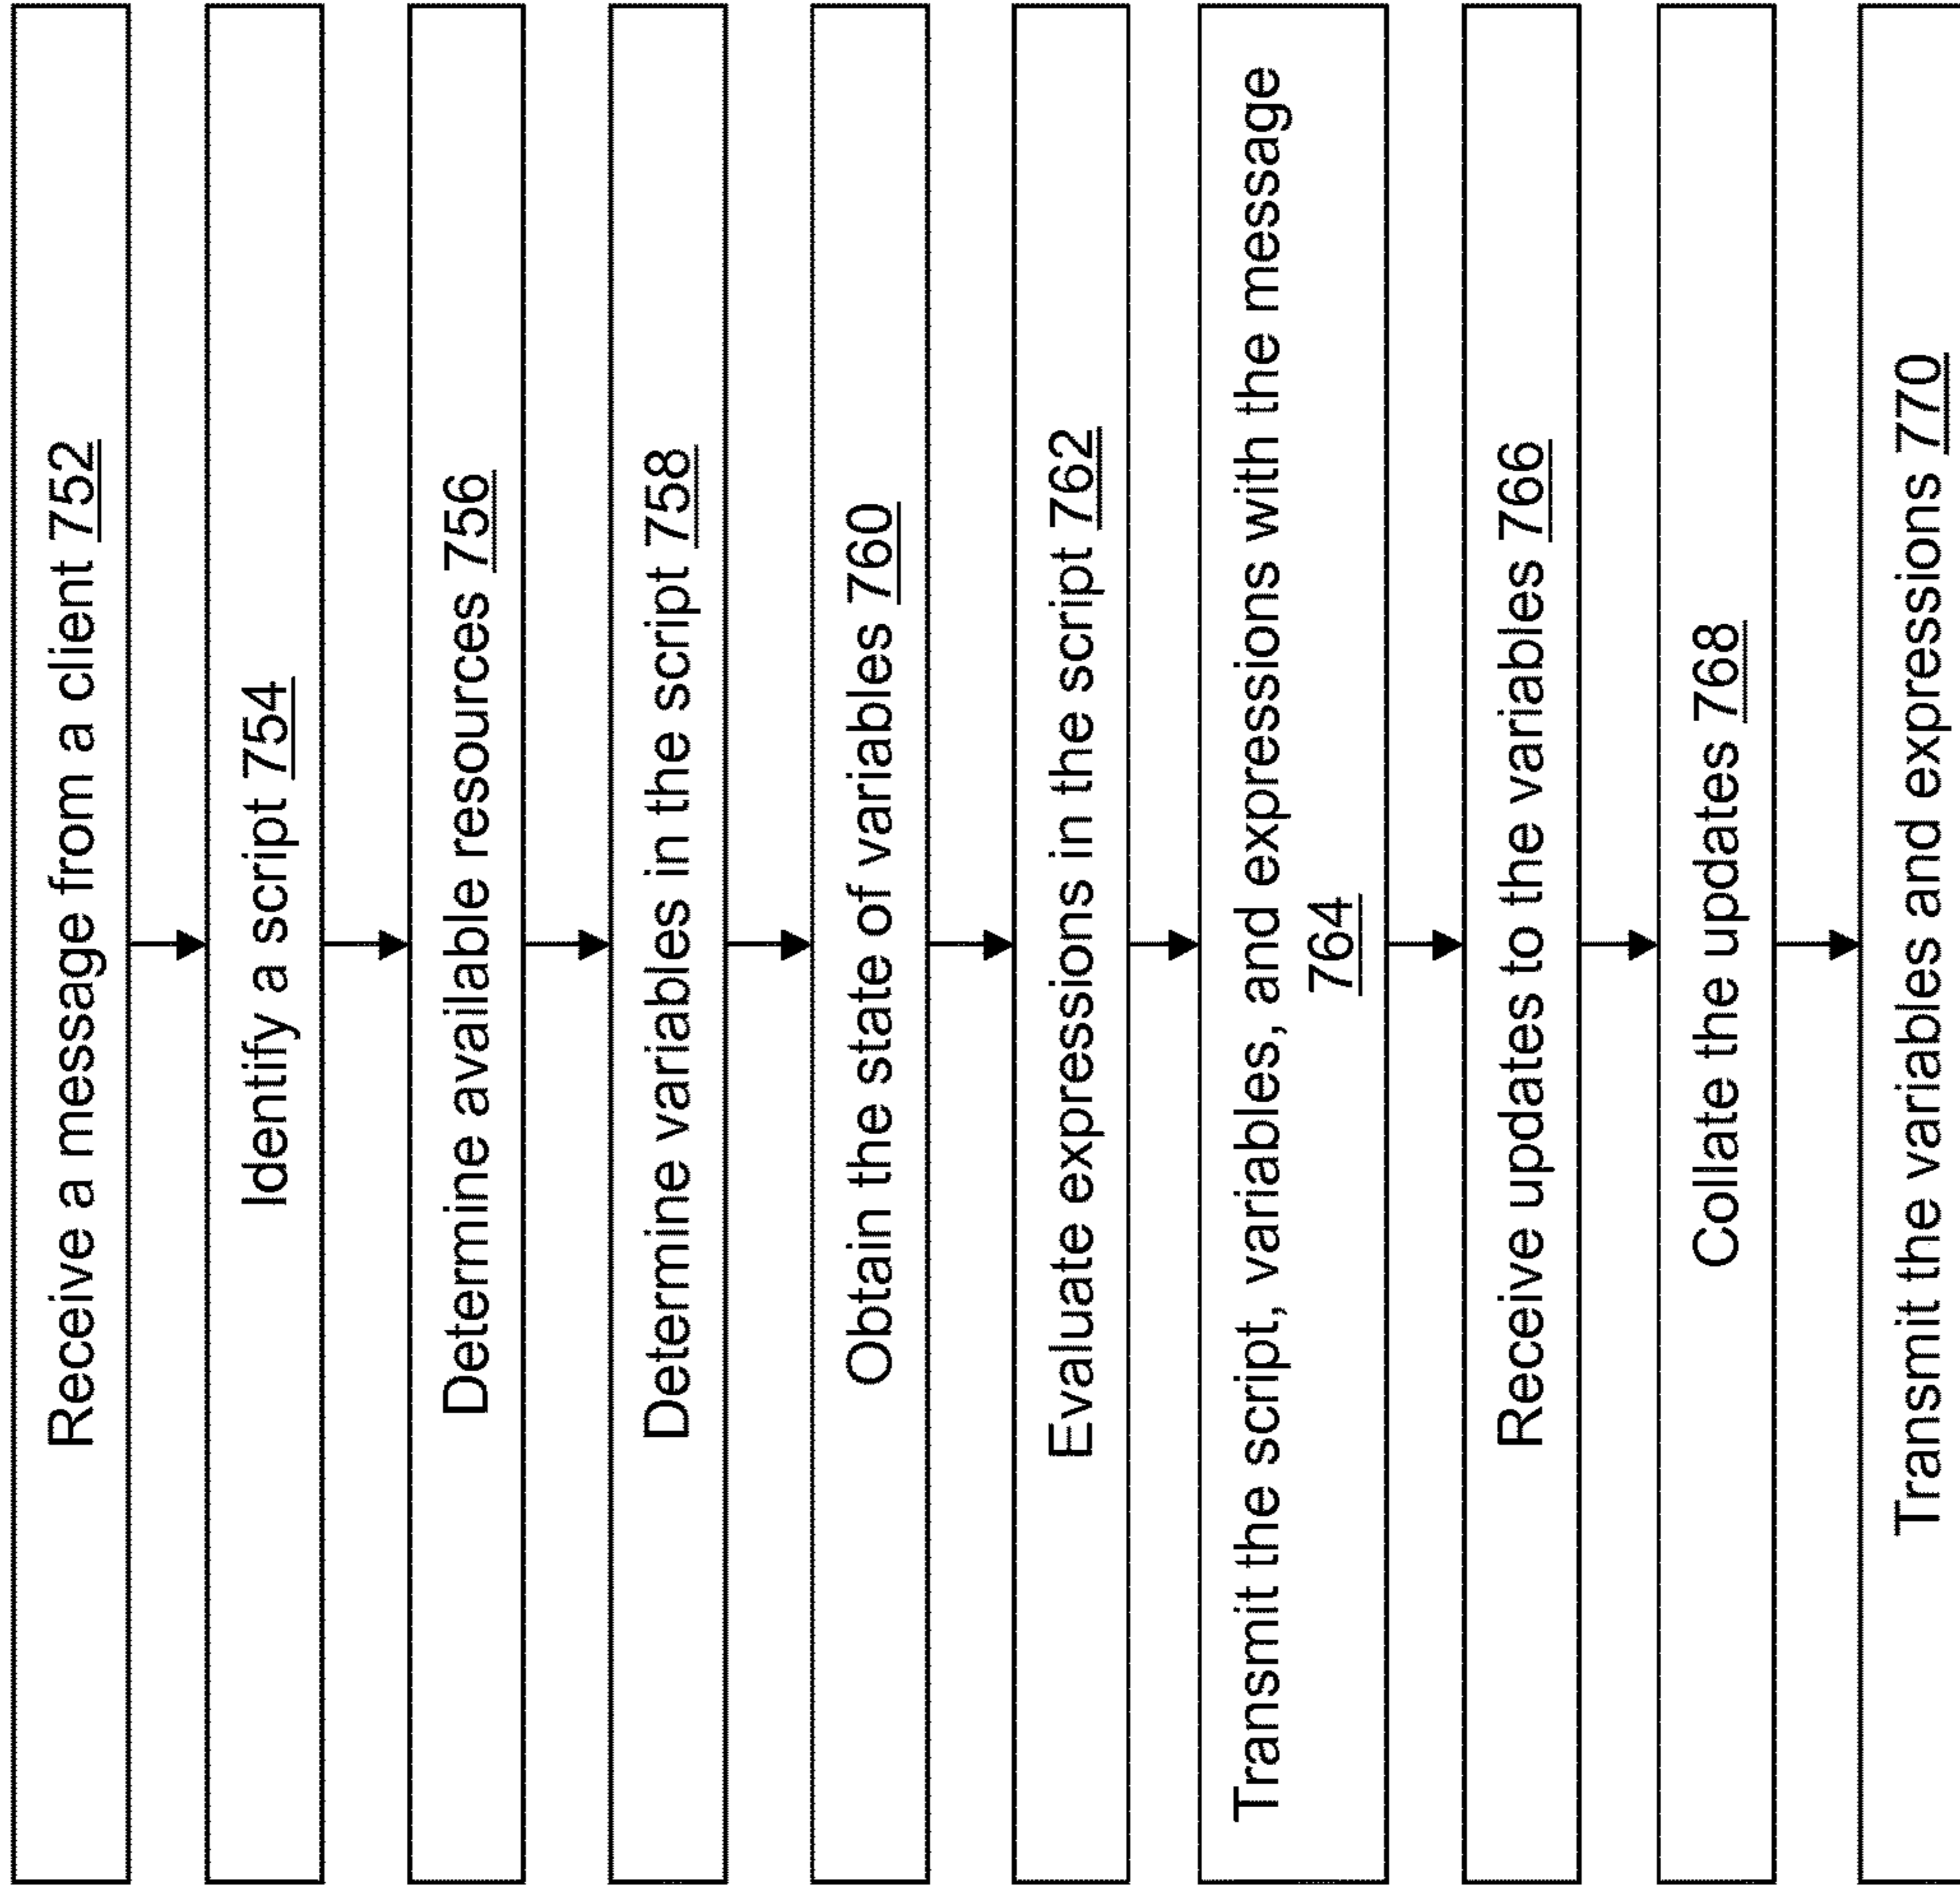 Receive a message from a client 752
Identify a script 754
Determine available resources 756
Determine variables in the script 758
Obtain the state of variables 760
Evaluate expressions in the script 762
Transmit the script, variables, and expressions with the message
764
Receive updates to the variables 766
Collate the updates 768
Transmit the variables and expressions 770